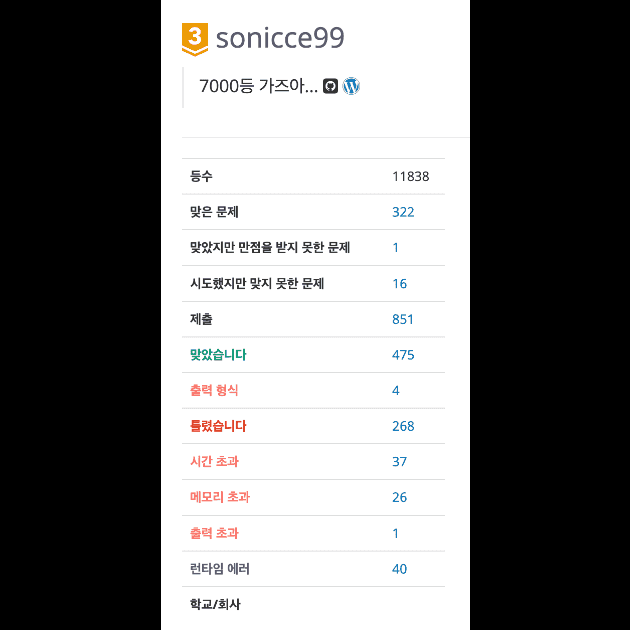 3 sonicce99
7000등 가즈아...
등수 11838
맞은 문제 322
맞았지만 만점을 받지 못한 문제 1
시도했지만 맞지 못한 문제 16
제출 851
맞았습니다 475
출력 형식 4
틀렸습니다 268
시간 초과 37
메모리 초과 26
출력 초과 1
런타임 에러 40
학교/회사